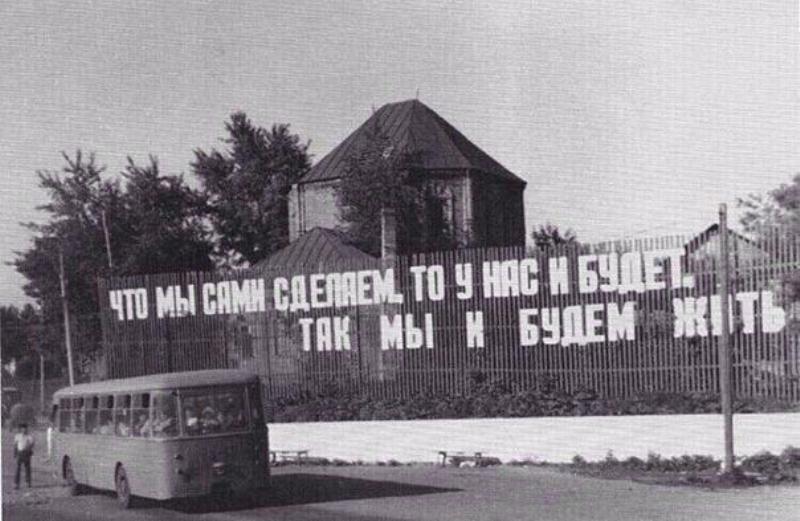 ЧТО МЫ САМИ СДЕЛАЕМ, ТО У НАС И БУДЕТ.
ТАК МЫ И БУДЕМ ЖИТЬ